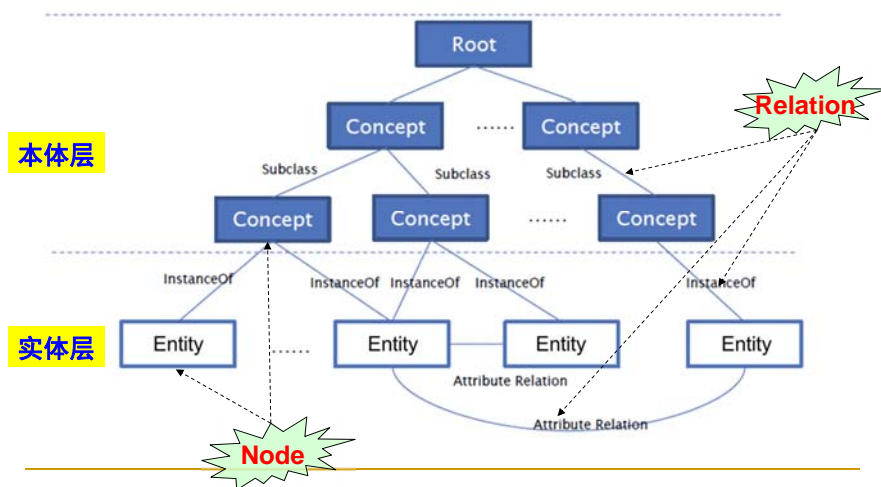 Root
Relation
Concept
……
Concept
本体层
Subclass
Subclass
Subclass
Concept
Concept
……
Concept
InstanceOf
InstanceOf
InstanceOf
InstanceOf
InstanceOf
实体层
Entity
……
Entity
Entity
Entity
Attribute Relation
Attribute Relation
Node